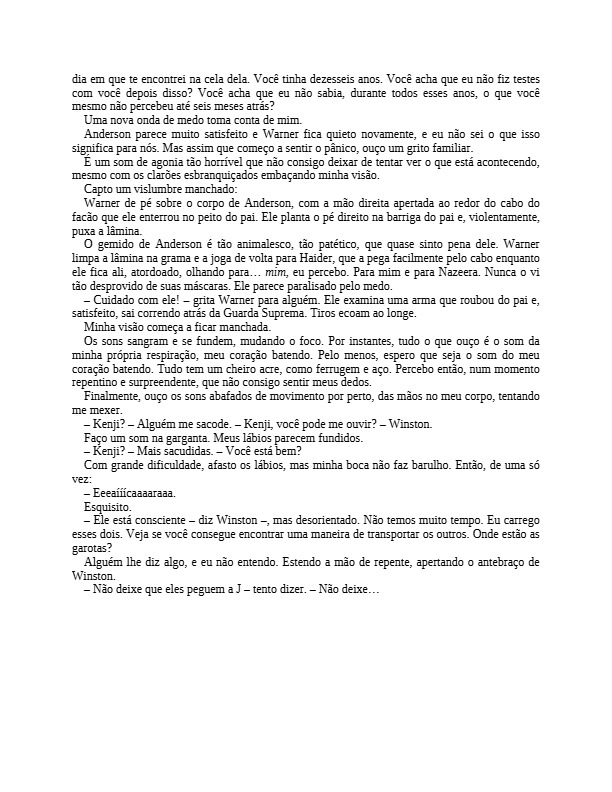 dia em que te encontrei na cela dela. Você tinha dezesseis anos. Você acha que eu não fiz testes
com você depois disso? Você acha que eu não sabia, durante todos esses anos, o que você
mesmo não percebeu até seis meses atrás?
Uma nova onda de medo toma conta de mim.
Anderson parece muito satisfeito e Warner fica quieto novamente, e eu não sei o que isso
significa para nós. Mas assim que começo a sentir o pânico, ouço um grito familiar.
É um som de agonia tão horrível que não consigo deixar de tentar ver o que está acontecendo,
mesmo com os clarões esbranquiçados embaçando minha visão.
Capto um vislumbre manchado:
Warner de pé sobre o corpo de Anderson, com a mão direita apertada ao redor do cabo do
facão que ele enterrou no peito do pai. Ele planta o pé direito na barriga do pai e, violentamente,
puxa a lâmina.
O gemido de Anderson é tão animalesco, tão patético, que quase sinto pena dele. Warner
limpa a lâmina na grama e a joga de volta para Haider, que a pega facilmente pelo cabo enquanto
ele fica ali, atordoado, olhando para… mim, eu percebo. Para mim e para Nazeera. Nunca o vi
tão desprovido de suas máscaras. Ele parece paralisado pelo medo.
– Cuidado com ele! – grita Warner para alguém. Ele examina uma arma que roubou do pai e,
satisfeito, sai correndo atrás da Guarda Suprema. Tiros ecoam ao longe.
Minha visão começa a ficar manchada.
Os sons sangram e se fundem, mudando o foco. Por instantes, tudo o que ouço é o som da
minha própria respiração, meu coração batendo. Pelo menos, espero que seja o som do meu
coração batendo. Tudo tem um cheiro acre, como ferrugem e aço. Percebo então, num momento
repentino e surpreendente, que não consigo sentir meus dedos.
Finalmente, ouço os sons abafados de movimento por perto, das mãos no meu corpo, tentando
me mexer.
– Kenji? – Alguém me sacode. – Kenji, você pode me ouvir? – Winston.
Faço um som na garganta. Meus lábios parecem fundidos.
– Kenji? – Mais sacudidas. – Você está bem?
Com grande dificuldade, afasto os lábios, mas minha boca não faz barulho. Então, de uma só
vez:
– Eeeaíííícaaaaraaa.
Esquisito.
– Ele está consciente – diz Winston –, mas desorientado. Não temos muito tempo. Eu carrego
esses dois. Veja se você consegue encontrar uma maneira de transportar os outros. Onde estão as
garotas?
Alguém lhe diz algo, e eu não entendo. Estendo a mão de repente, apertando o antebraço de
Winston.
– Não deixe que eles peguem a J – tento dizer. – Não deixe…